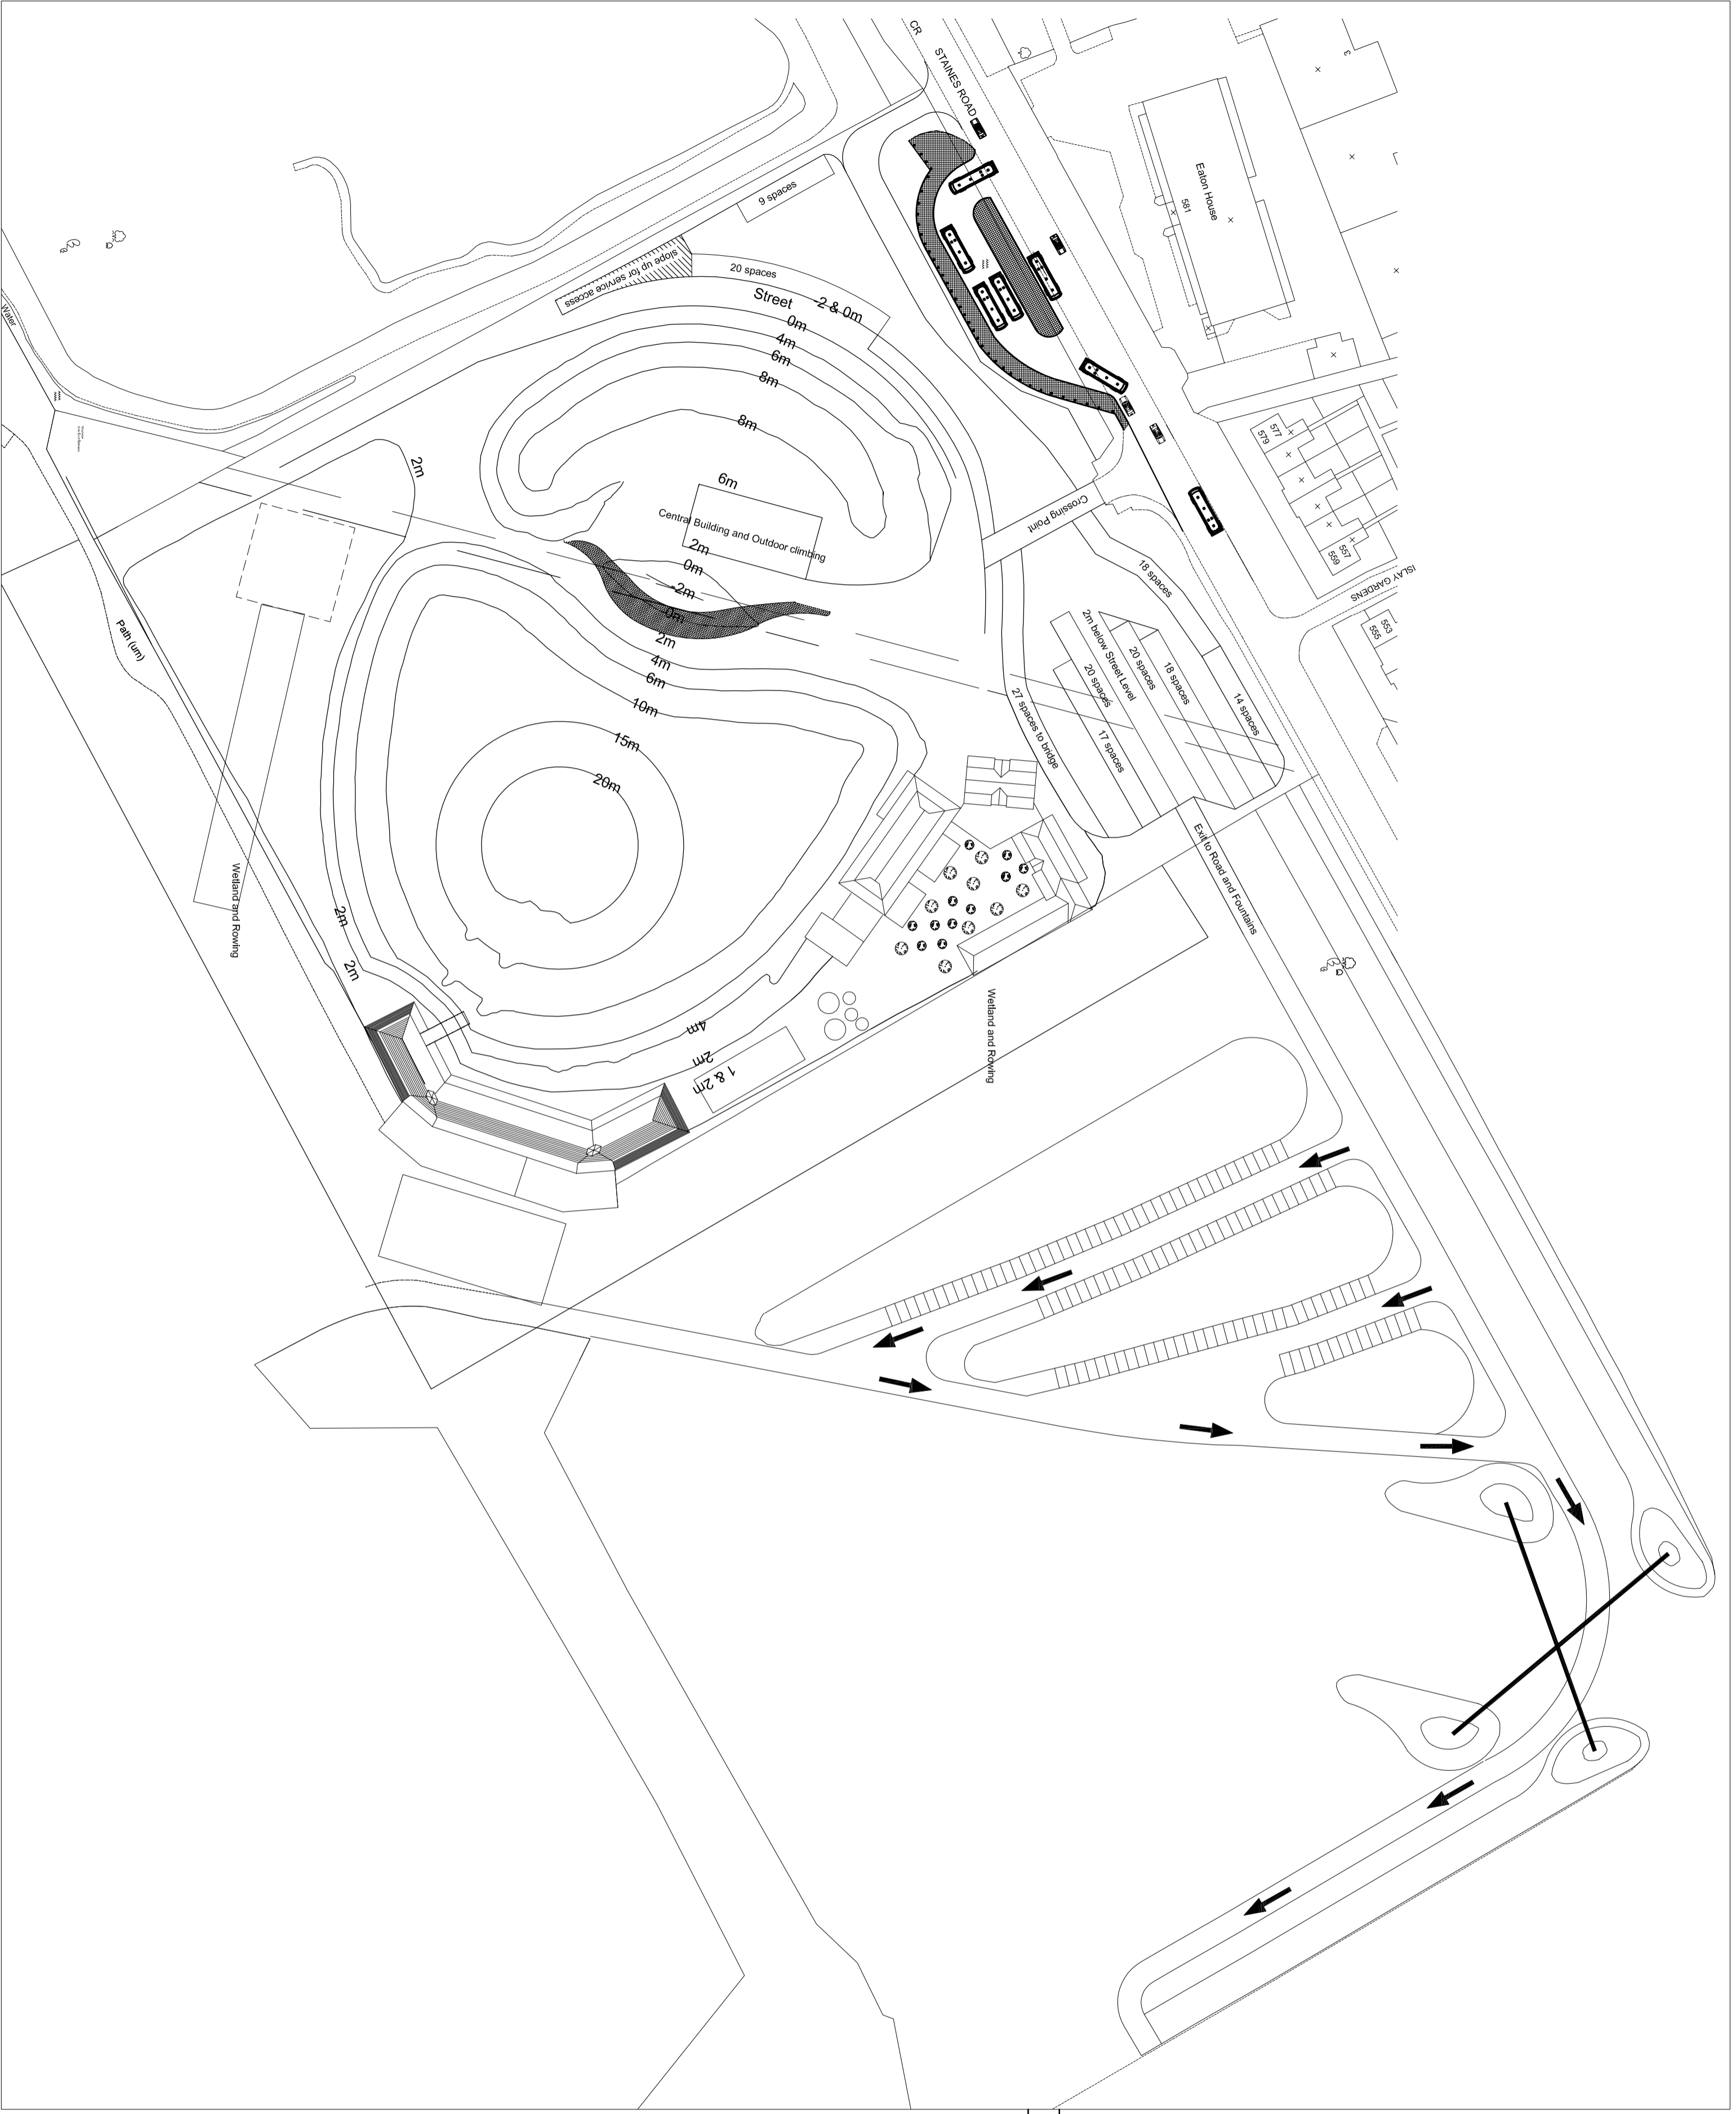 CR
STAINES ROAD
3
Eaton House
581
9 spaces
slope up for service access
20 spaces
Street
-2 & 0m
0m
4m
6m
8m
8m
6m
Central Building and Outdoor climbing
2m
0m
-2m
0m
2m
4m
6m
10m
15m
20m
Water
2m
Path (um)
Crossing Point
577
579
557
559
ISLAY GARDENS
553
555
18 spaces
2m below Street Level
20 spaces
18 spaces
20 spaces
14 spaces
17 spaces
27 spaces to bridge
Exit to Road and Fountains
Wetland and Rowing
2m
2m
Wetland and Rowing
4m
2m
1 & 2m